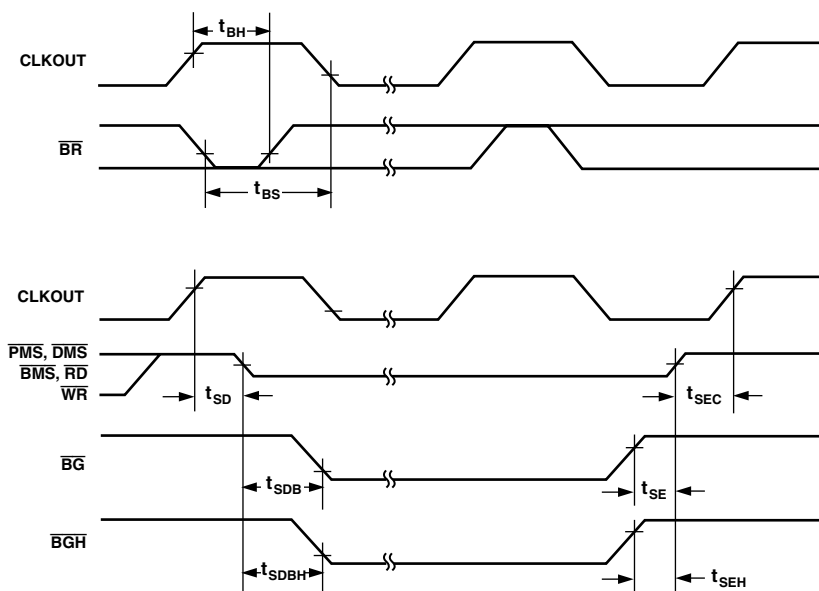 tBH
CLKOUT
BR
tBS
CLKOUT
PMS, DMS
BMS, RD
WR
tSD
tSEC
BG
tSDB
tSE
BGH
tSDBH
tSEH